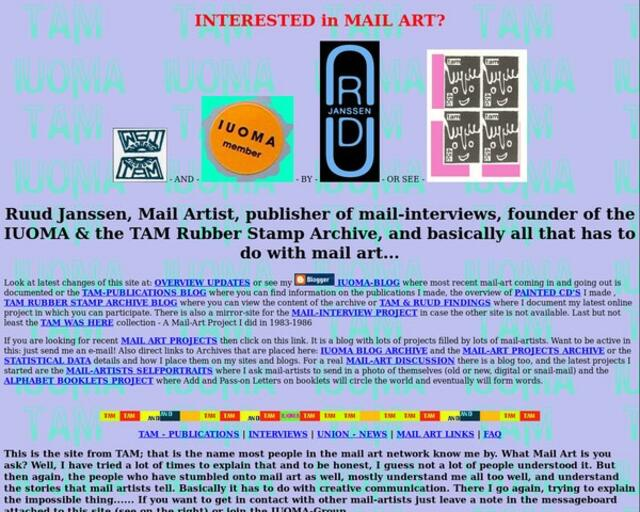 INTERESTED in MAIL ART?
IUOMA
member
R
JANSSEN
D
- AND -
- BY -
- OR SEE -
Ruud Janssen, Mail Artist, publisher of mail-interviews, founder of the
IUOMA & the TAM Rubber Stamp Archive, and basically all that has to
do with mail art...
Look at latest changes of this site at: OVERVIEW UPDATES or see my Blogger IUOMA-BLOG where most recent mail-art coming in and going out is
documented or the TAM-PUBLICATIONS BLOG where you can find information on the publications I made, the overview of PAINTED CD'S I made ,
TAM RUBBER STAMP ARCHIVE BLOG where you can view the content of the archive or TAM & RUUD FINDINGS where I document my latest online
project in which you can participate. There is also a mirror-site for the MAIL-INTERVIEW PROJECT in case the other site is not available. Last but not
least the TAM WAS HERE collection - A Mail-Art Project I did in 1983-1986
If you are looking for recent MAIL ART PROJECTS then click on this link. It is a blog with lots of projects filled by lots of mail-artists. Want to be active in
this: just send me an e-mail! Also direct links to Archives that are placed here: IUOMA BLOG ARCHIVE and the MAIL-ART PROJECTS ARCHIVE or the
STATISTICAL DATA details and how I place them on my sites and blogs. For a real MAIL-ART DISCUSSION there is a blog too, and the latest projects I
started are the MAIL-ARTISTS SELFPORTRAITS where I ask mail-artists to send in a photo of themselves (old or new, digital or snail-mail) and the
ALPHABET BOOKLETS PROJECT where Add and Pass-on Letters on booklets will circle the world and eventually will form words.
TAM - PUBLICATIONS | INTERVIEWS | UNION - NEWS | MAIL ART LINKS | FAQ
This is the site from TAM; that is the name most people in the mail art network know me by. What Mail Art is you
ask? Well, I have tried a lot of times to explain that and to be honest, I guess not a lot of people understood it. But
then again, the people who have stumbled onto mail art as well, mostly understand me all too well, and understand
the stories that mail artists tell. Basically it has to do with creative communication. There I go again, trying to explain
the impossible thing...... If you want to get in contact with other mail-artists just leave a note in the messageboard
attached to this site (see on the right) or join the IUOMA-Group.